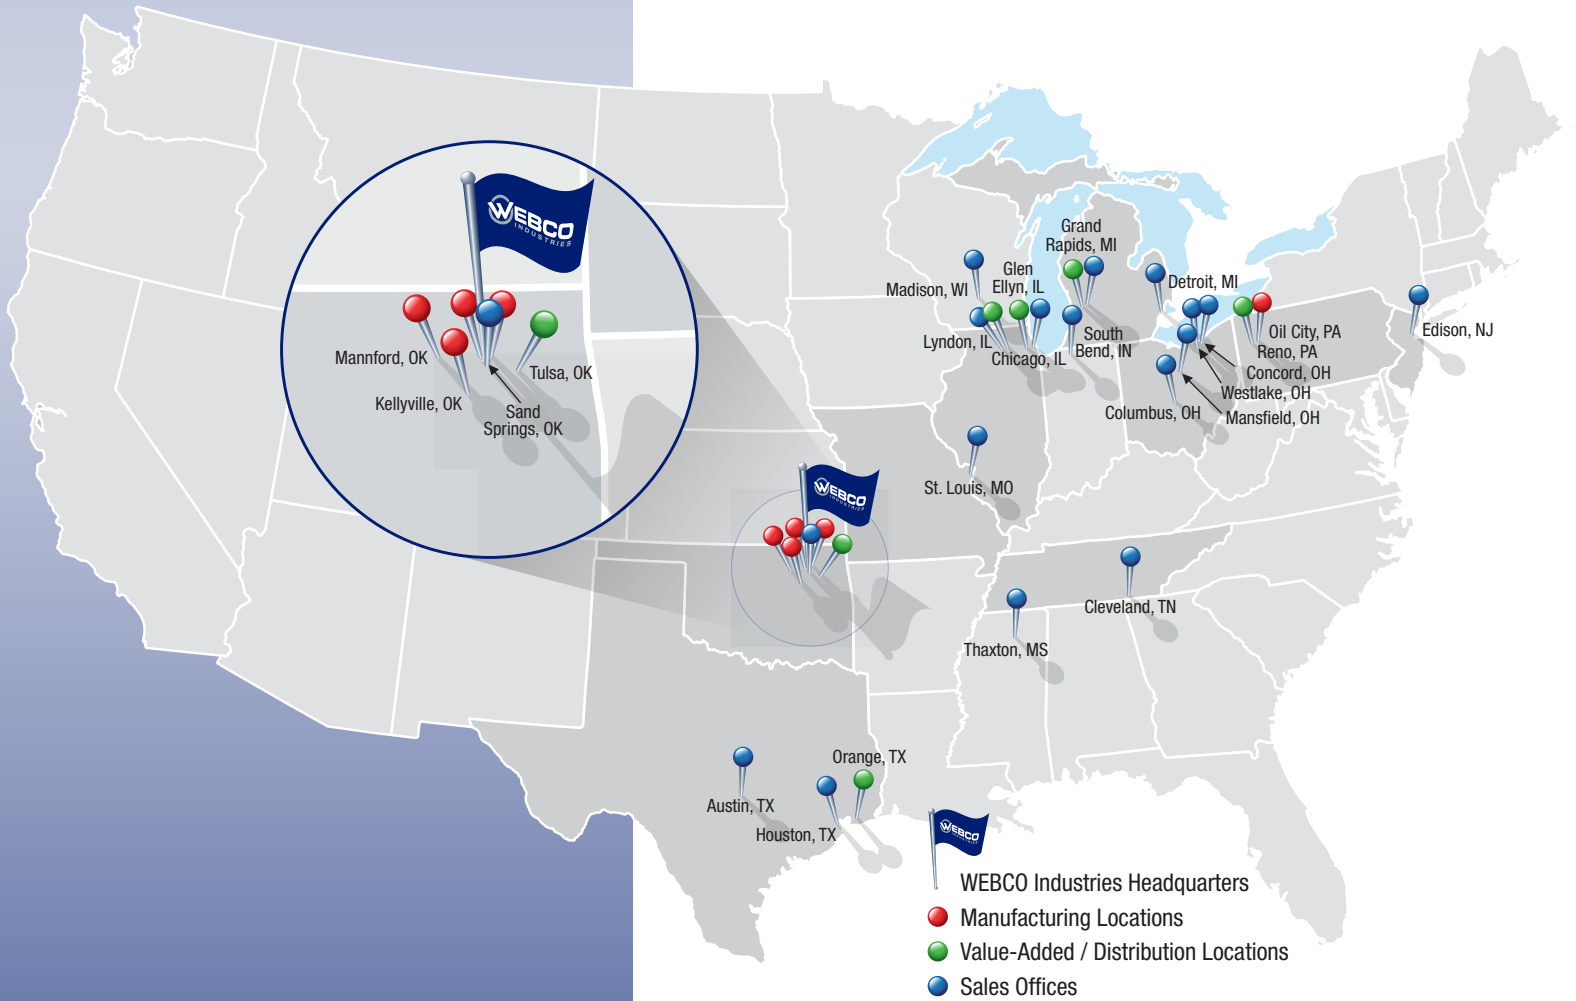 WEBCO
INDUSTRIES
Mannford, OK
Kellyville, OK
Sand
Springs, OK
Tulsa, OK
Madison, WI
Lyndon, IL
Glen
Ellyn, IL
Chicago, IL
Grand
Rapids, MI
South
Bend, IN
Detroit, MI
Oil City, PA
Reno, PA
Concord, OH
Westlake, OH
Mansfield, OH
Columbus, OH
Edison, NJ
St. Louis, MO
WEBCO
INDUSTRIES
Cleveland, TN
Thaxton, MS
Orange, TX
Austin, TX
Houston, TX
WEBCO
INDUSTRIES
WEBCO Industries Headquarters
Manufacturing Locations
Value-Added / Distribution Locations
Sales Offices